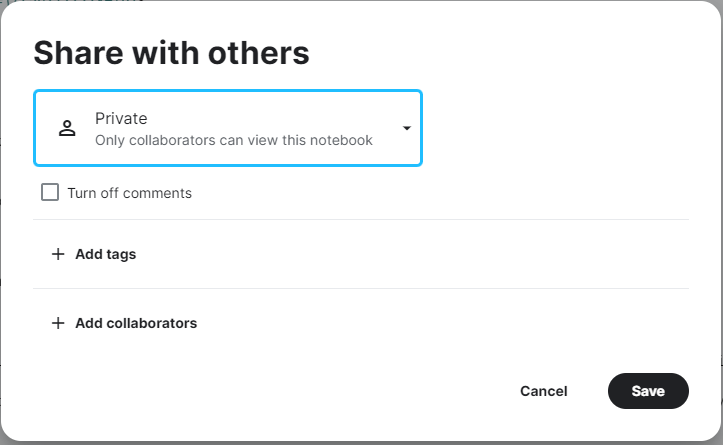 Share with others
Private
Only collaborators can view this notebook
Turn off comments
Add tags
Add collaborators
Cancel
Save